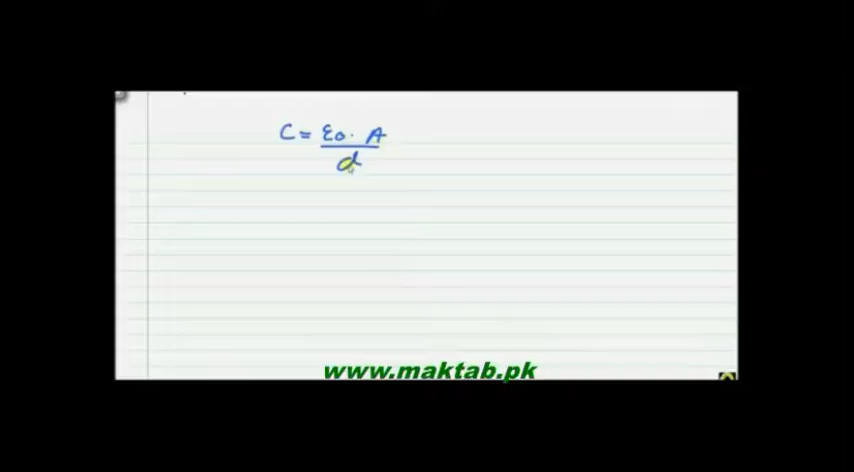 C = ε₀ · A
d
www.maktab.pk